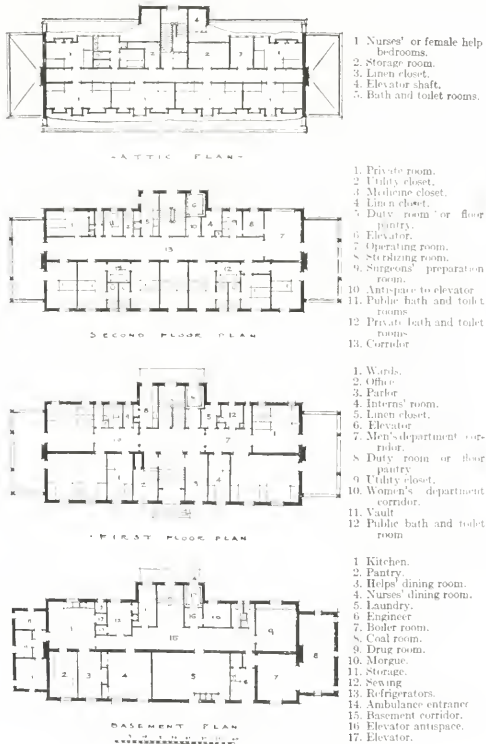 1 Nurses' or female help
bedrooms.
2. Storage room.
3. Linen closet.
4. Elevator shaft.
5. Bath and toilet rooms.
ATTIC PLAN
1. Private room.
2 Utility closet.
3 Medicine closet
4 Linen closet
5 Duty room or floor
pantry.
6 Elevator.
7 Operating room.
8 Sterilizing room.
9. Surgeons' preparation
room.
10 Antispace to elevator
11. Public bath and toilet
rooms
12 Private bath and toilet
rooms
13. Corridor
SECOND FLOOR PLAN
1. Wards.
2. Office
3. Parlor
4. Interns' room.
5. Linen closet.
6. Elevator
7. Men's department cor-
ridor.
8 Duty room or floor
pantry
9 Utility closet.
10. Women's department
corridor.
11. Vault
12 Public bath and toilet
room
FIRST FLOOR PLAN
1 Kitchen.
2. Pantry.
3. Helps' dining room.
4. Nurses' dining room.
5. Laundry.
6 Engineer
7. Boiler room.
8. Coal room.
9. Drug room.
10. Morgue.
11. Storage.
12. Sewing
13. Refrigerators.
14. Ambulance entrance
15. Basement corridor.
16 Elevator antispace.
17. Elevator.
BASEMENT PLAN